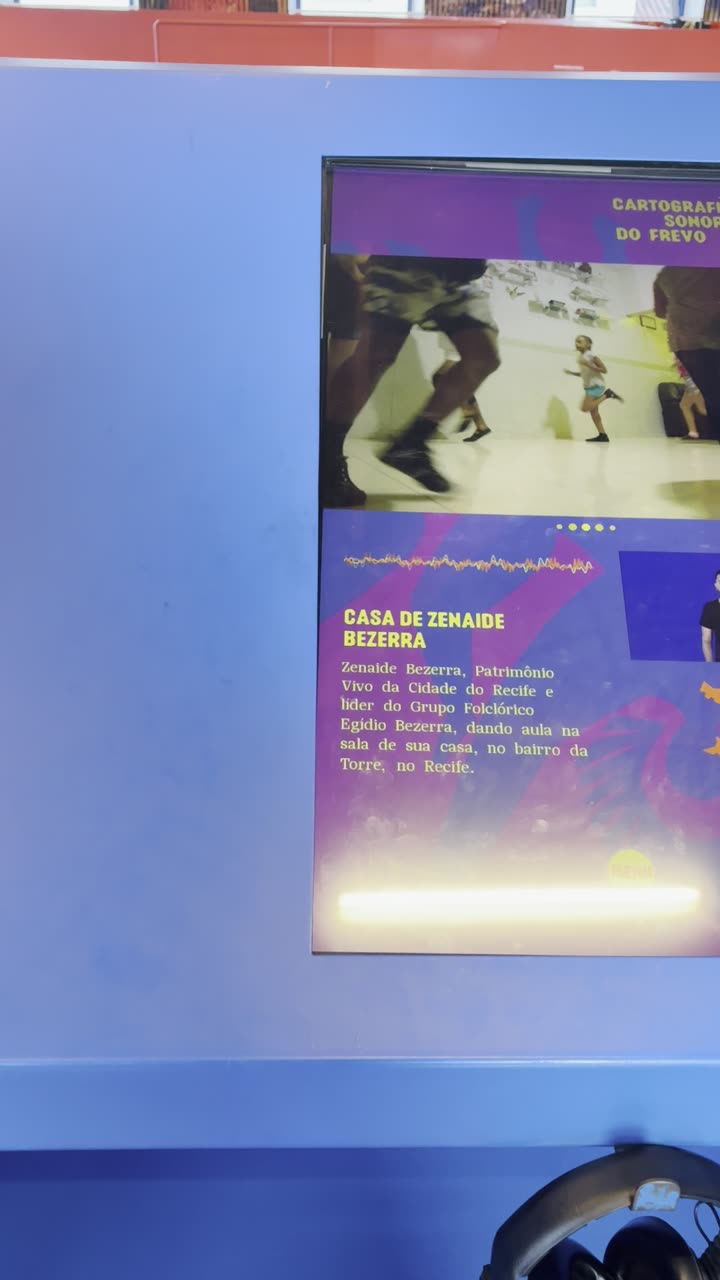 CARTOGRAFI
SONOR
DO FREVO
CASA DE ZENAIDE
BEZERRA
Zenaide Bezerra, Patrimônio
Vivo da Cidade do Recife e
líder do Grupo Folclórico
Egídio Bezerra, dando aula na
sala de sua casa, no bairro da
Torre, no Recife.